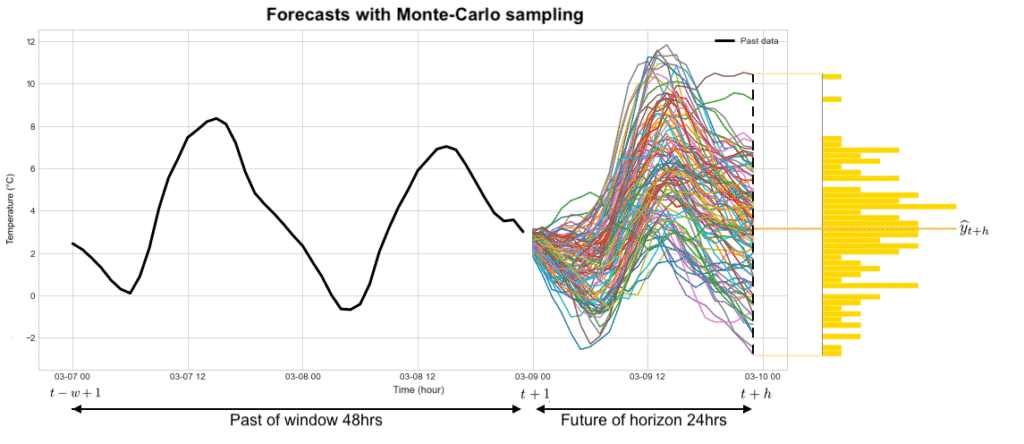 Forecasts with Monte-Carlo sampling
Past data
12
10
8
6
4
2
0
−2
Temperature (°C)
ŷt+h
03-07 00
03-07 12
03-08 00
03-08 12
03-09 00
03-09 12
03-10 00
Time (hour)
t − w + 1
t + 1
t + h
Past of window 48hrs
Future of horizon 24hrs